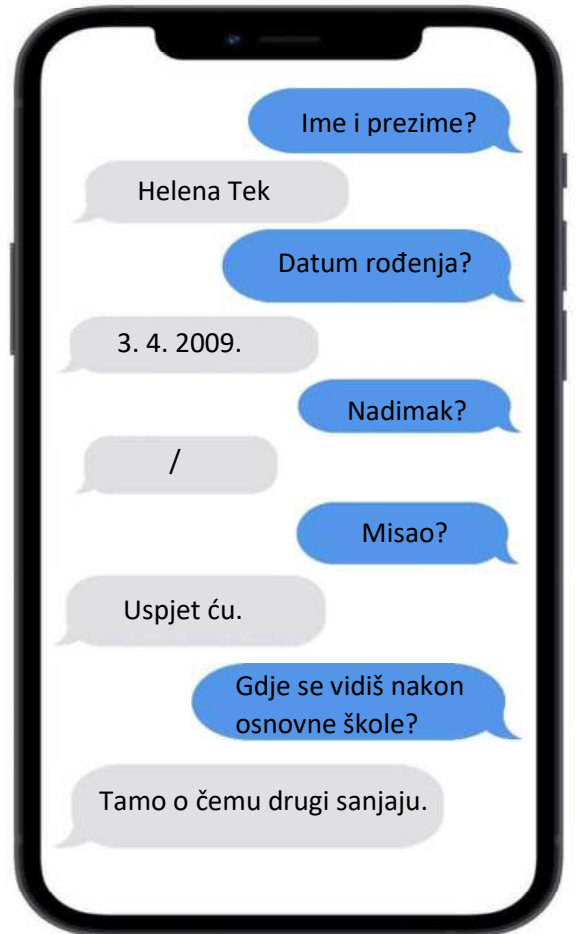 Ime i prezime?
Helena Tek
Datum rođenja?
3. 4. 2009.
Nadimak?
/
Misao?
Uspjet ću.
Gdje se vidiš nakon
osnovne škole?
Tamo o čemu drugi sanjaju.